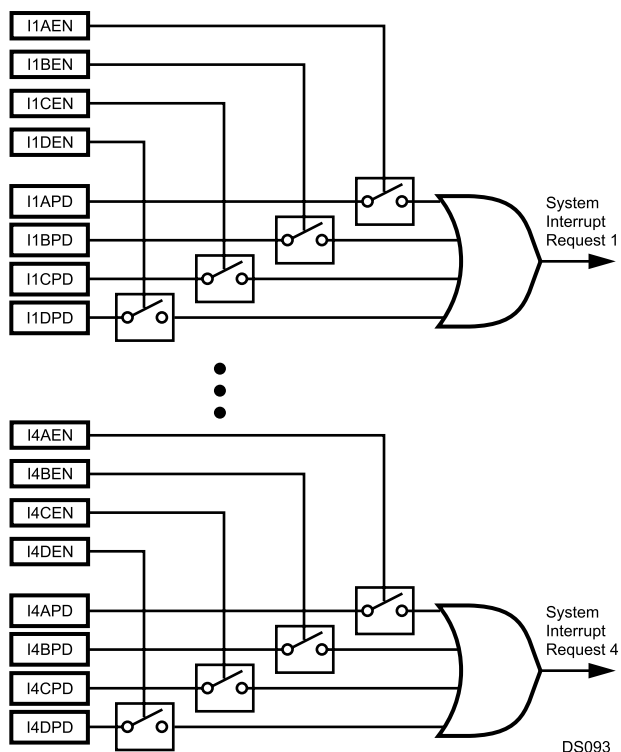 I1AEN
I1BEN
I1CEN
I1DEN
I1APD
I1BPD
I1CPD
I1DPD
System
Interrupt
Request 1
I4AEN
I4BEN
I4CEN
I4DEN
I4APD
I4BPD
I4CPD
I4DPD
System
Interrupt
Request 4
DS093